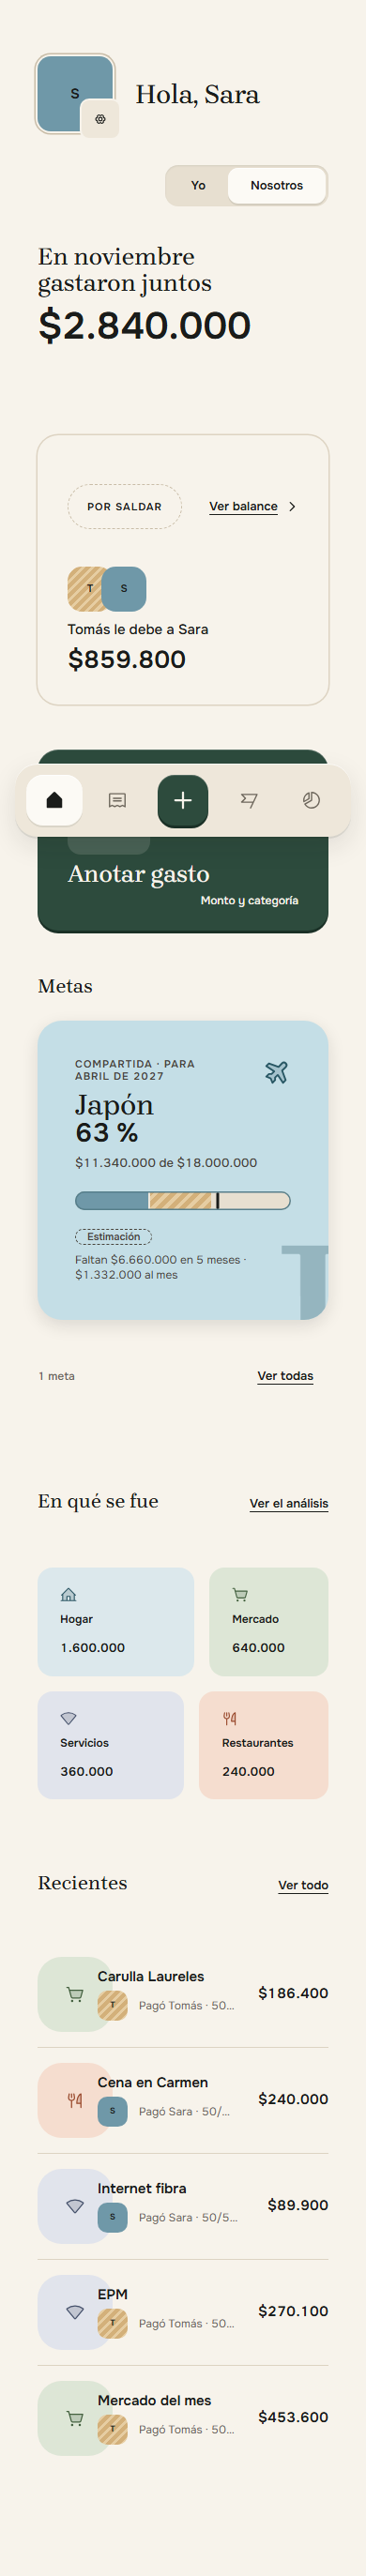 S
Hola, Sara
Yo
Nosotros
En noviembre
gastaron juntos
$2.840.000
POR SALDAR
Ver balance
T
S
Tomás le debe a Sara
$859.800
Anotar gasto
Monto y categoría
Metas
COMPARTIDA · PARA
ABRIL DE 2027
Japón
63 %
$11.340.000 de $18.000.000
Estimación
Faltan $6.660.000 en 5 meses ·
$1.332.000 al mes
1 meta
Ver todas
En qué se fue
Ver el análisis
Hogar
1.600.000
Mercado
640.000
Servicios
360.000
Restaurantes
240.000
Recientes
Ver todo
Carulla Laureles
T
Pagó Tomás · 50...
$186.400
Cena en Carmen
S
Pagó Sara · 50/...
$240.000
Internet fibra
S
Pagó Sara · 50/5...
$89.900
EPM
T
Pagó Tomás · 50...
$270.100
Mercado del mes
T
Pagó Tomás · 50...
$453.600